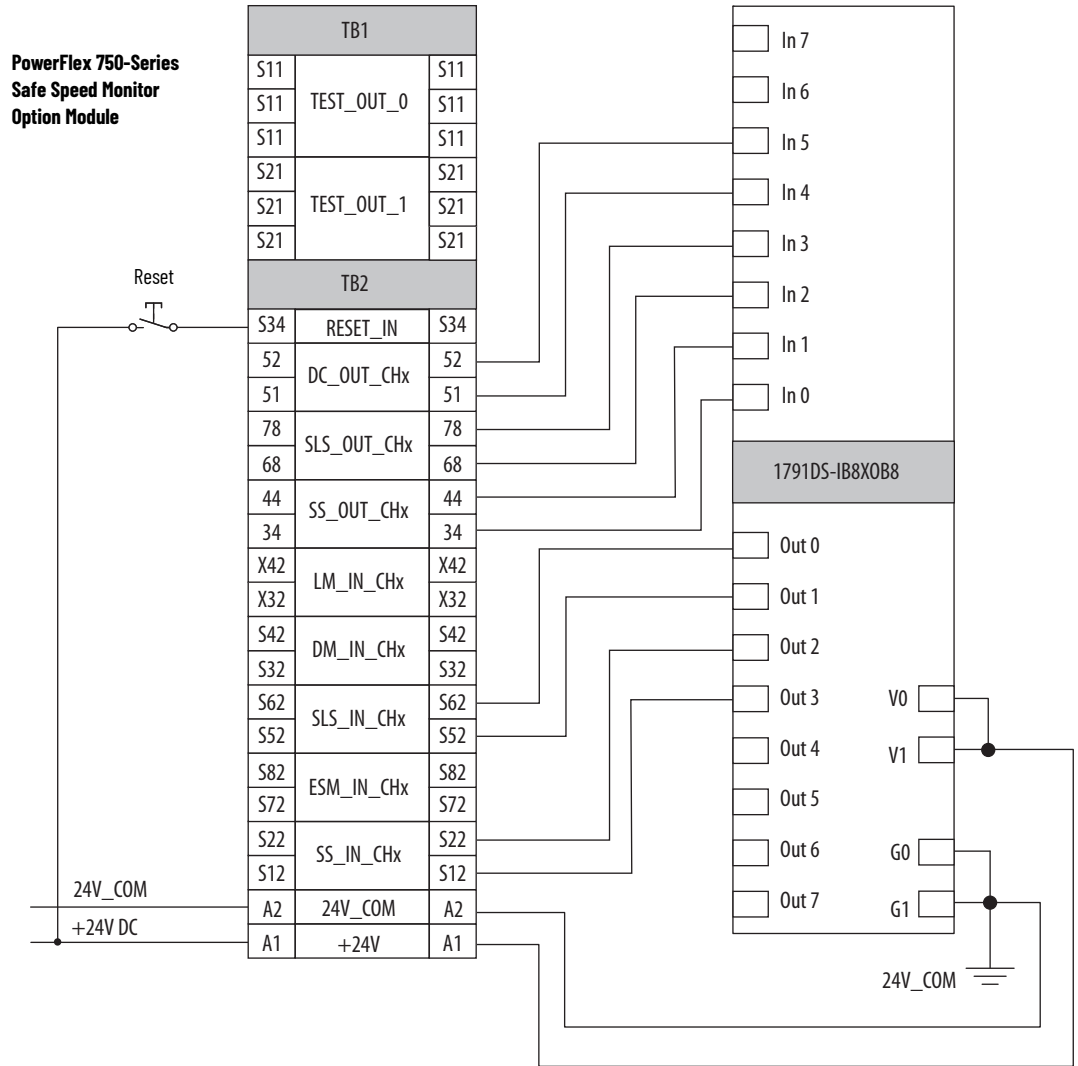 PowerFlex 750-Series
Safe Speed Monitor
Option Module
TB1
S11 S11
S11 TEST_OUT_0 S11
S11 S11
S21 S21
S21 TEST_OUT_1 S21
S21 S21
Reset
TB2
S34 RESET_IN S34
52 52
DC_OUT_CHx
51 51
78 78
SLS_OUT_CHx
68 68
44 44
SS_OUT_CHx
34 34
X42 X42
LM_IN_CHx
X32 X32
S42 S42
DM_IN_CHx
S32 S32
S62 S62
SLS_IN_CHx
S52 S52
S82 S82
ESM_IN_CHx
S72 S72
S22 S22
SS_IN_CHx
S12 S12
24V_COM
A2 24V_COM A2
+24V DC
A1 +24V A1
In 7
In 6
In 5
In 4
In 3
In 2
In 1
In 0
1791DS-IB8XOB8
Out 0
Out 1
Out 2
Out 3 V0
Out 4 V1
Out 5
Out 6 G0
Out 7 G1
24V_COM